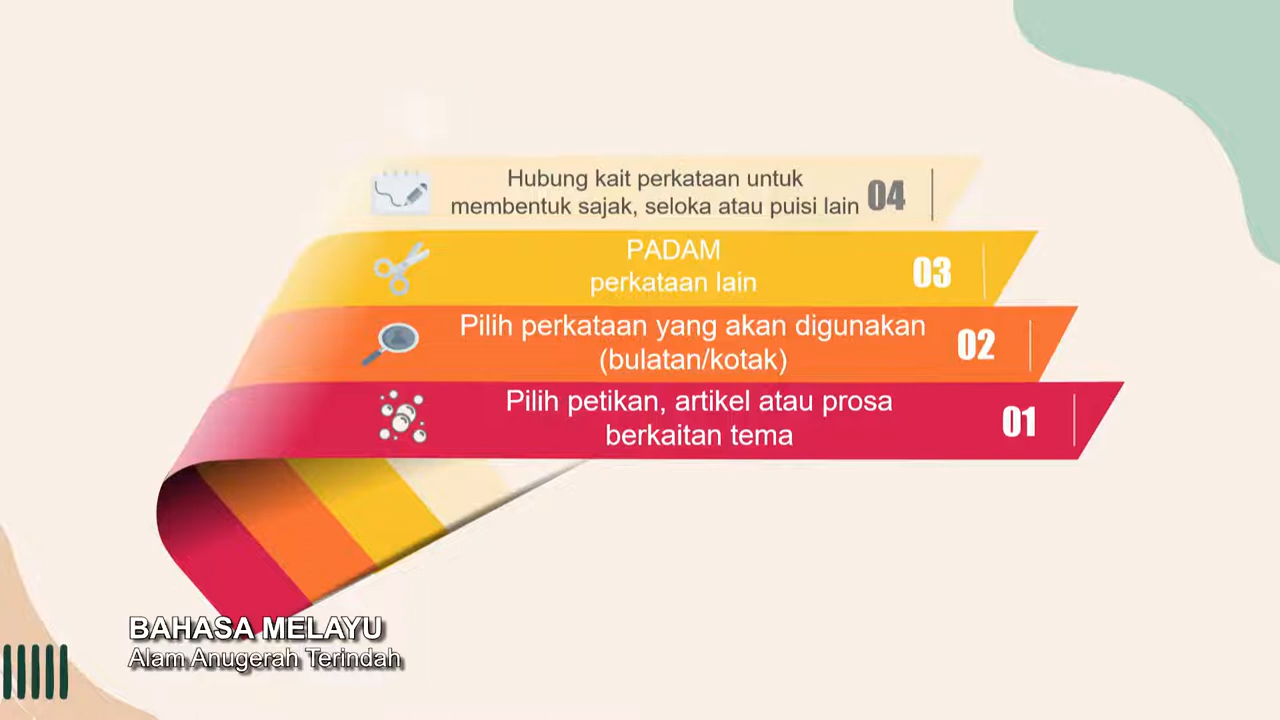 Hubung kait perkataan untuk
membentuk sajak, seloka atau puisi lain
04
PADAM
perkataan lain
03
Pilih perkataan yang akan digunakan
(bulatan/kotak)
02
Pilih petikan, artikel atau prosa
berkaitan tema
01
BAHASA MELAYU
Alam Anugerah Terindah